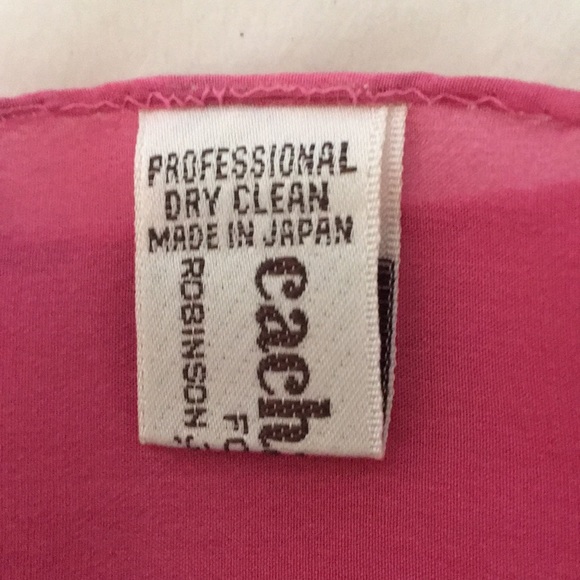 PROFESSIONAL
DRY CLEAN
MADE IN JAPAN
cach
FO
ROBINSON